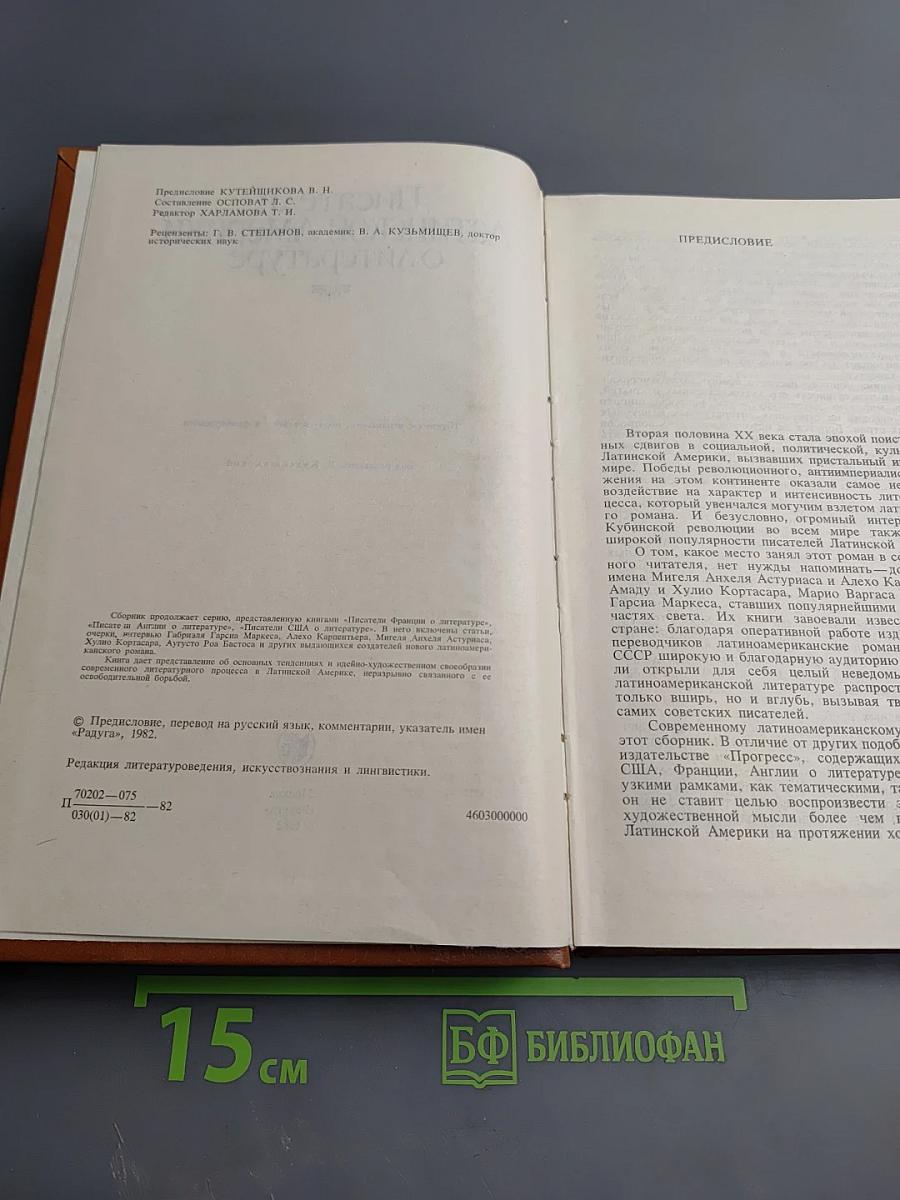 Предисловие КУТЕЙЩИКОВА В. Н.
Составление ОСПОВАТ Л. С.
Редактор ХАРЛАМОВА Т. И.
Рецензенты: Г. В. СТЕПАНОВ, академик; В. А. КУЗЬМИЩЕВ, доктор
исторических наук
Сборник продолжает серию, представленную книгами «Писатели Франции о литературе»,
«Писате и Англии о литературе», «Писатели США о литературе». В него включены статьи,
очерки, интервью Габриэля Гарсиа Маркеса, Алехо Карпентьера, Мигеля Анхеля Астуриаса,
Хулио Кортасара, Аугусто Роа Бастоса и других выдающихся создателей нового латиноамери-
канского романа.
Книга дает представление об основных тенденциях и идейно-художественном своеобразии
современного литературного процесса в Латинской Америке, неразрывно связанного с ее
освободительной борьбой.
© Предисловие, перевод на русский язык, комментарии, указатель имен
«Радуга», 1982.
Редакция литературоведения, искусствознания и лингвистики.
П 70202—075 —82
030(01)—82
4603000000
ПРЕДИСЛОВИЕ
Вторая половина XX века стала эпохой поист
ных сдвигов в социальной, политической, куль
Латинской Америки, вызвавших пристальный и
мире. Победы революционного, антиимпериалис
жения на этом континенте оказали самое не
воздействие на характер и интенсивность лите
цесса, который увенчался могучим взлетом лат
го романа. И безусловно, огромный интер
Кубинской революции во всем мире такж
широкой популярности писателей Латинской
О том, какое место занял этот роман в се
ного читателя, нет нужды напоминать—до
имена Мигеля Анхеля Астуриаса и Алехо Ка
Амаду и Хулио Кортасара, Марио Варгаса
Гарсиа Маркеса, ставших популярнейшими
частях света. Их книги завоевали извес
стране: благодаря оперативной работе изд
переводчиков латиноамериканские роман
СССР широкую и благодарную аудиторию
ли открыли для себя целый неведомы
латиноамериканской литературе распрост
только вширь, но и вглубь, вызывая тв
самих советских писателей.
Современному латиноамериканскому
этот сборник. В отличие от других подоб
издательстве «Прогресс», содержащих
США, Франции, Англии о литературе
узкими рамками, как тематическими, та
он не ставит целью воспроизвести э
художественной мысли более чем в
Латинской Америки на протяжении хо
15 см
БФ БИБЛИОФАН